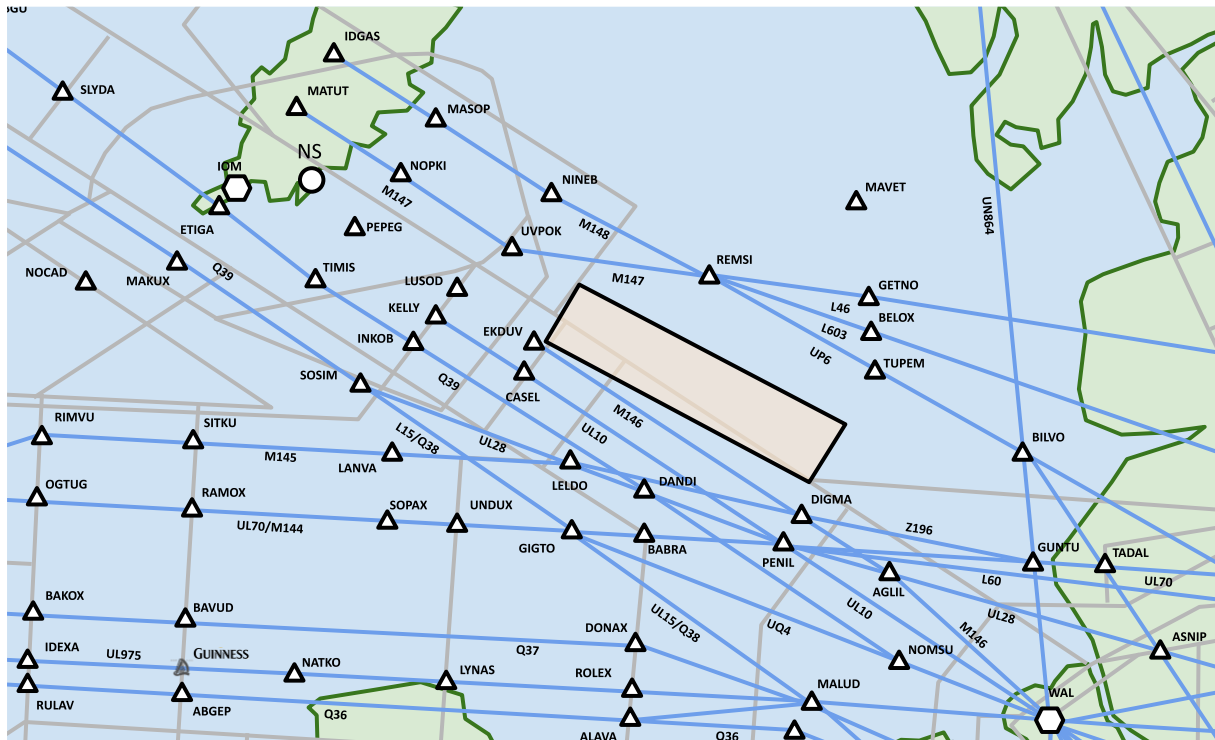 IDGAS
SLYDA
MATUT
MASOP
NS
IOM
NOPKI
NINEB
MAVET
M147
ETIGA
PEPEG
UVPOK
M148
UN864
NOCAD
MAKUX
Q39
TIMIS
LUSOD
M147
REMSI
GETNO
KELLY
L46
BELOX
INKOB
EKDUV
L603
UP6
TUPEM
SOSIM
Q39
CASEL
RIMVU
SITKU
L15/Q38
UL28
UL10
M146
BILVO
M145
LANVA
LELDO
DANDI
OGTUG
RAMOX
SOPAX
UNDUX
DIGMA
UL70/M144
GIGTO
BABRA
PENIL
Z196
GUNTU
TADAL
AGLIL
L60
UL70
BAKOX
BAVUD
UL15/Q38
UL10
UQ4
M146
UL28
DONAX
ASNIP
IDEXA
UL975
GUINNESS
Q37
NOMSU
NATKO
LYNAS
ROLEX
MALUD
WAL
RULAV
ABGEP
Q36
ALAVA
Q36